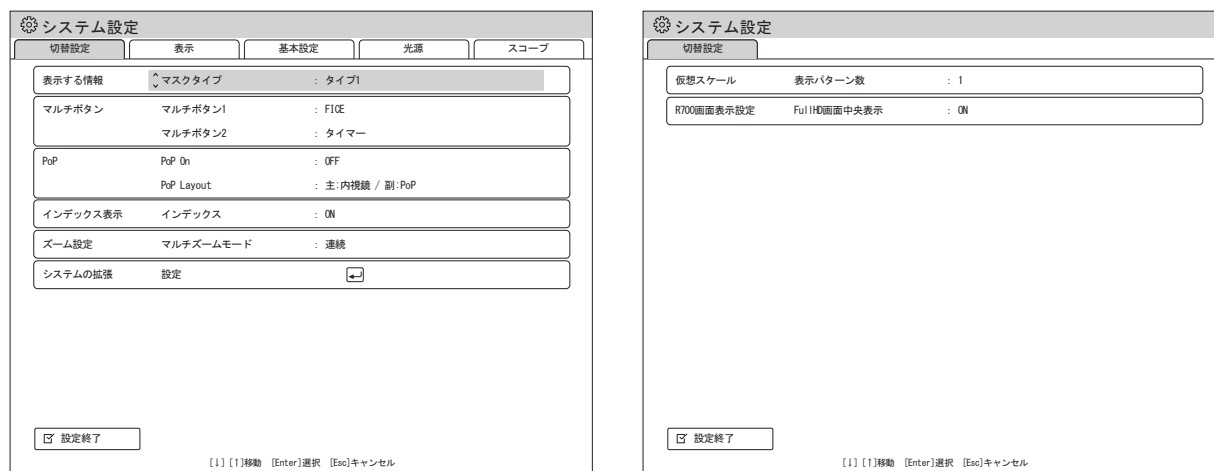 システム設定
切替設定 表示 基本設定 光源 スコープ
表示する情報 マスクタイプ : タイプ1
マルチボタン マルチボタン1 : FICE
マルチボタン2 : タイマー
PoP PoP On : OFF
PoP Layout : 主:内視鏡 / 副:PoP
インデックス表示 インデックス : ON
ズーム設定 マルチズームモード : 連続
システムの拡張 設定
設定終了
[↓] [↑]移動 [Enter]選択 [Esc]キャンセル
システム設定
切替設定
仮想スケール 表示パターン数 : 1
R700画面表示設定 FullHD画面中央表示 : ON
設定終了
[↓] [↑]移動 [Enter]選択 [Esc]キャンセル